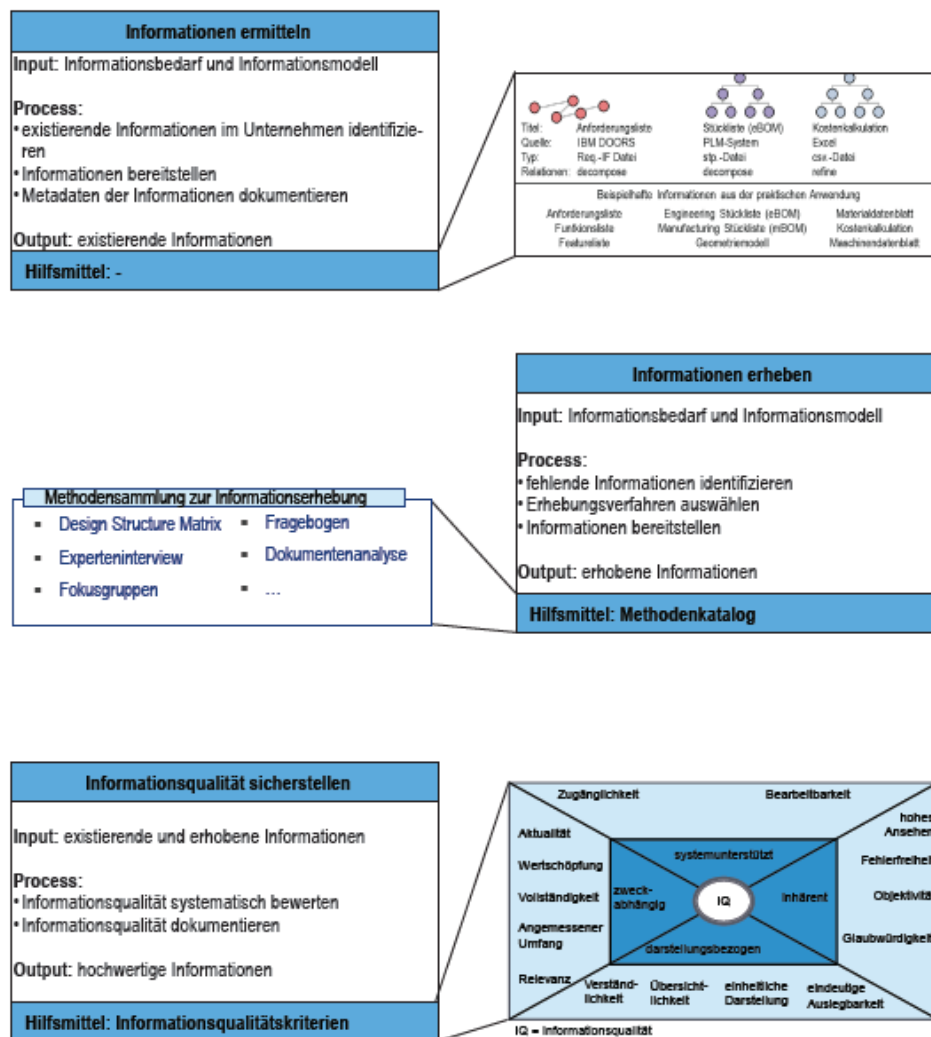 Informationen ermitteln
Input: Informationsbedarf und Informationsmodell
Process:
• existierende Informationen im Unternehmen identifizie-
ren
• Informationen bereitstellen
• Metadaten der Informationen dokumentieren
Output: existierende Informationen
Hilfsmittel: -
Titel: Anforderungsliste Stückliste (eBOM) Kostenkalkulation
Quelle: IBM DOORS PLM-System Excel
Typ: Req.-IF Datei stp.-Datei csv.-Datei
Relationen: decompose decompose refine
Beispielhafte Informationen aus der praktischen Anwendung
Anforderungsliste Engineering Stückliste (eBOM) Materialdatenblatt
Funktionsliste Manufacturing Stückliste (mBOM) Kostenkalkulation
Featureliste Geometriemodell Maschinendatenblatt
Informationen erheben
Input: Informationsbedarf und Informationsmodell
Process:
• fehlende Informationen identifizieren
• Erhebungsverfahren auswählen
• Informationen bereitstellen
Output: erhobene Informationen
Hilfsmittel: Methodenkatalog
Methodensammlung zur Informationserhebung
▪ Design Structure Matrix ▪ Fragebogen
▪ Experteninterview ▪ Dokumentenanalyse
▪ Fokusgruppen ▪ ...
Informationsqualität sicherstellen
Input: existierende und erhobene Informationen
Process:
• Informationsqualität systematisch bewerten
• Informationsqualität dokumentieren
Output: hochwertige Informationen
Hilfsmittel: Informationsqualitätskriterien
Zugänglichkeit Bearbeitbarkeit
Aktualität
Wertschöpfung
Vollständigkeit
Angemessener
Umfang
Relevanz
systemunterstützt
zweck-
abhängig
IQ
inhärent
darstellungsbezogen
hohes
Ansehen
Fehlerfreiheit
Objektivität
Glaubwürdigkeit
Verständ-
lichkeit
Übersicht-
lichkeit
einheitliche
Darstellung
eindeutige
Auslegbarkeit
IQ = Informationsqualität